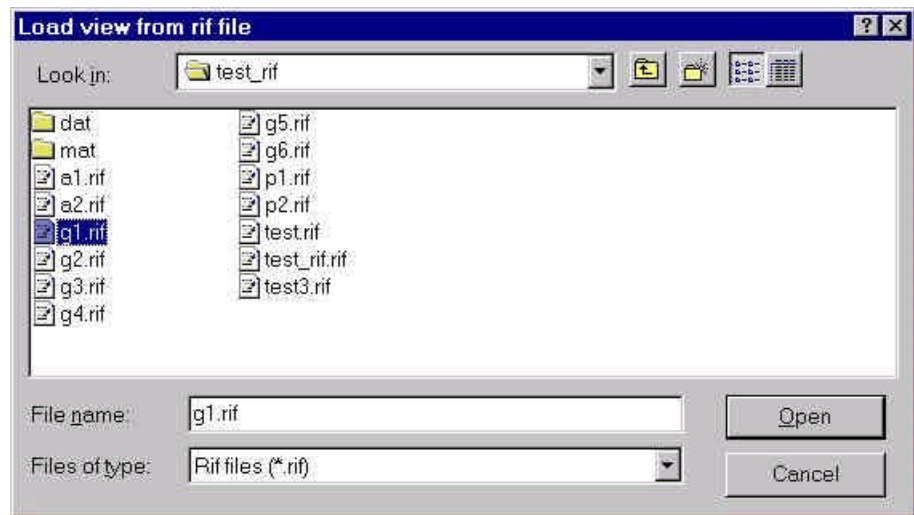 Load view from rif file
Look in: test_rif
dat
mat
a1.rif
a2.rif
g1.rif
g2.rif
g3.rif
g4.rif
g5.rif
g6.rif
p1.rif
p2.rif
test.rif
test_rif.rif
test3.rif
File name: g1.rif Open
Files of type: Rif files (*.rif) Cancel